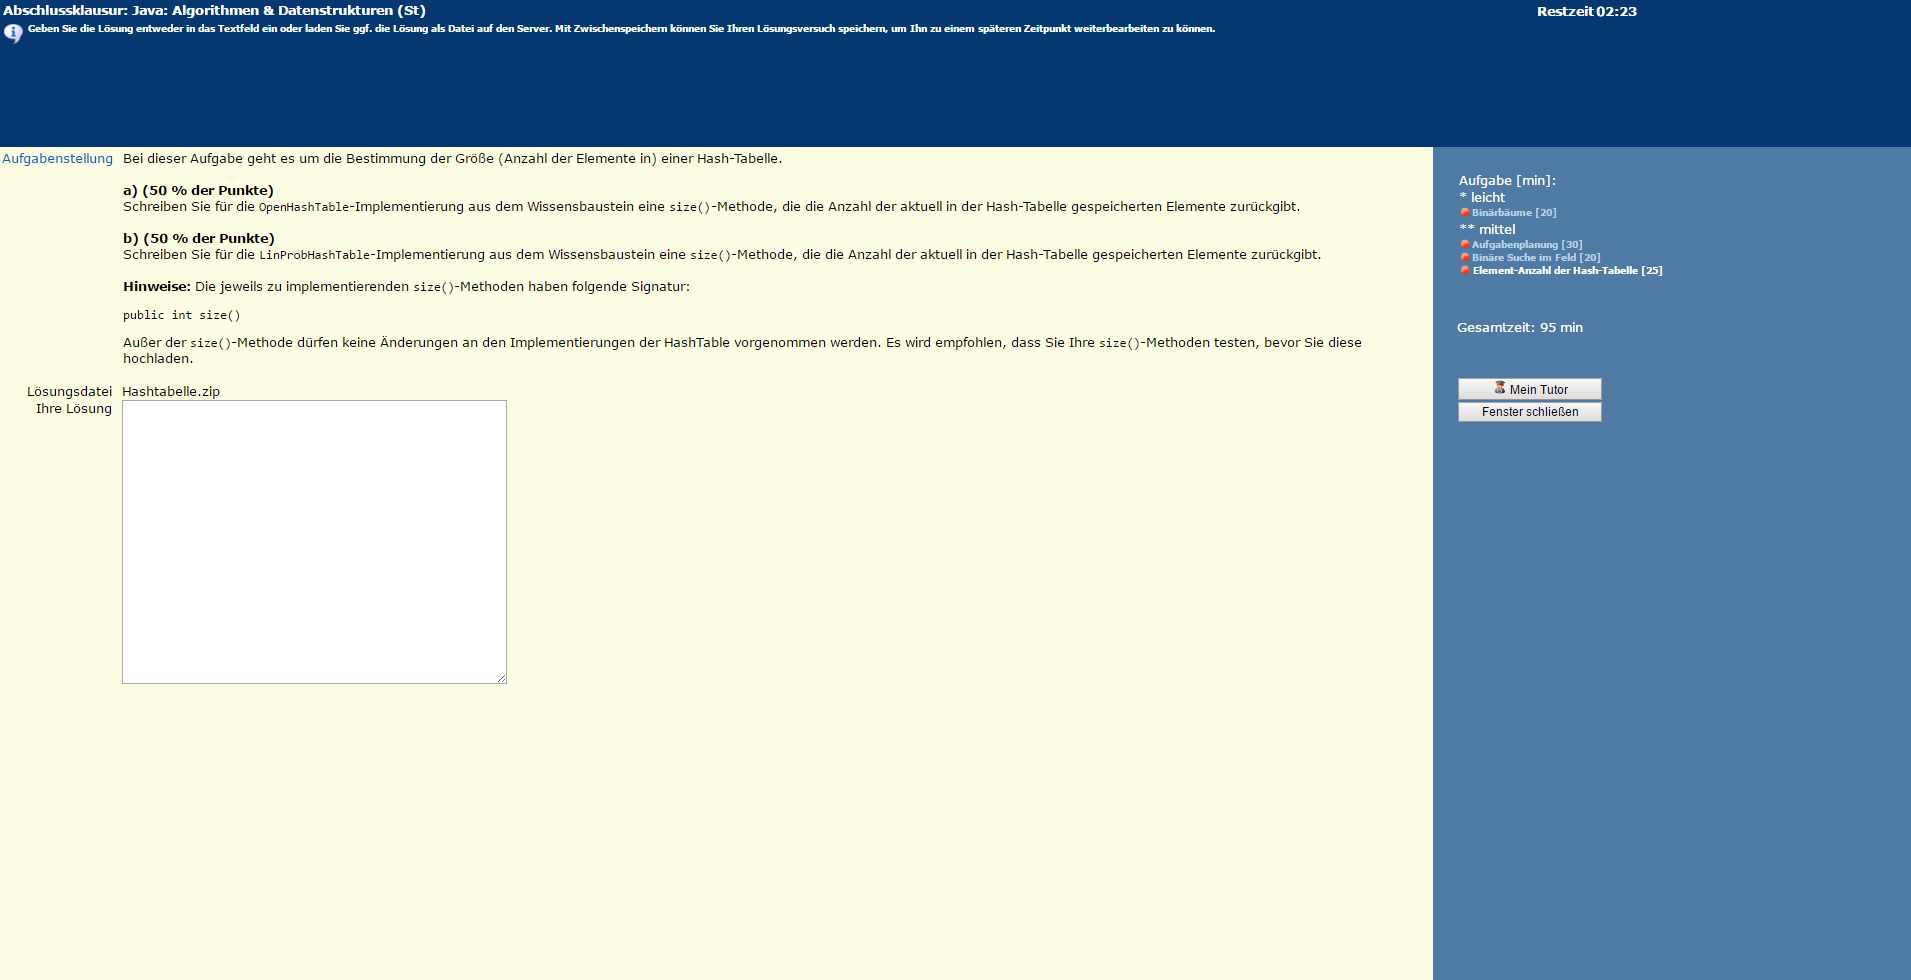 Abschlussklausur: Java: Algorithmen & Datenstrukturen (St)
Restzeit 02:23
Geben Sie die Lösung entweder in das Textfeld ein oder laden Sie ggf. die Lösung als Datei auf den Server. Mit Zwischenspeichern können Sie Ihren Lösungsversuch speichern, um Ihn zu einem späteren Zeitpunkt weiterbearbeiten zu können.
Aufgabenstellung
Bei dieser Aufgabe geht es um die Bestimmung der Größe (Anzahl der Elemente in) einer Hash-Tabelle.
a) (50 % der Punkte)
Schreiben Sie für die OpenHashTable-Implementierung aus dem Wissensbaustein eine size()-Methode, die die Anzahl der aktuell in der Hash-Tabelle gespeicherten Elemente zurückgibt.
b) (50 % der Punkte)
Schreiben Sie für die LinProbHashTable-Implementierung aus dem Wissensbaustein eine size()-Methode, die die Anzahl der aktuell in der Hash-Tabelle gespeicherten Elemente zurückgibt.
Hinweise: Die jeweils zu implementierenden size()-Methoden haben folgende Signatur:
public int size()
Außer der size()-Methode dürfen keine Änderungen an den Implementierungen der HashTable vorgenommen werden. Es wird empfohlen, dass Sie Ihre size()-Methoden testen, bevor Sie diese
hochladen.
Lösungsdatei Hashtabelle.zip
Ihre Lösung
Aufgabe [min]:
* leicht
Binärbäume [20]
** mittel
Aufgabenplanung [30]
Binäre Suche im Feld [20]
Element-Anzahl der Hash-Tabelle [25]
Gesamtzeit: 95 min
Mein Tutor
Fenster schließen